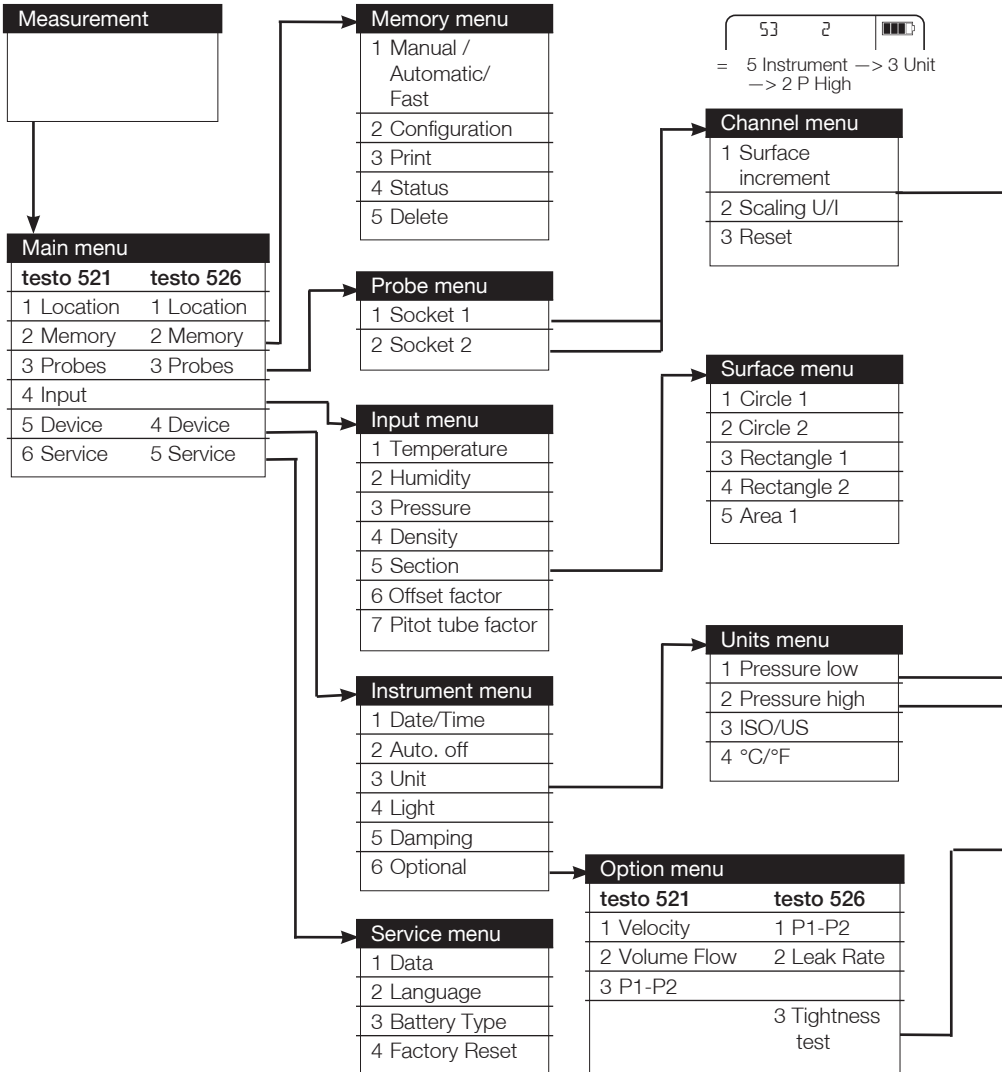 Measurement
Main menu
testo 521 testo 526
1 Location 1 Location
2 Memory 2 Memory
3 Probes 3 Probes
4 Input
5 Device 4 Device
6 Service 5 Service
Memory menu
1 Manual /
Automatic/
Fast
2 Configuration
3 Print
4 Status
5 Delete
Probe menu
1 Socket 1
2 Socket 2
Input menu
1 Temperature
2 Humidity
3 Pressure
4 Density
5 Section
6 Offset factor
7 Pitot tube factor
Instrument menu
1 Date/Time
2 Auto. off
3 Unit
4 Light
5 Damping
6 Optional
Service menu
1 Data
2 Language
3 Battery Type
4 Factory Reset
53 2
= 5 Instrument —> 3 Unit
—> 2 P High
Channel menu
1 Surface
increment
2 Scaling U/I
3 Reset
Surface menu
1 Circle 1
2 Circle 2
3 Rectangle 1
4 Rectangle 2
5 Area 1
Units menu
1 Pressure low
2 Pressure high
3 ISO/US
4 °C/°F
Option menu
testo 521 testo 526
1 Velocity 1 P1-P2
2 Volume Flow 2 Leak Rate
3 P1-P2
3 Tightness
test